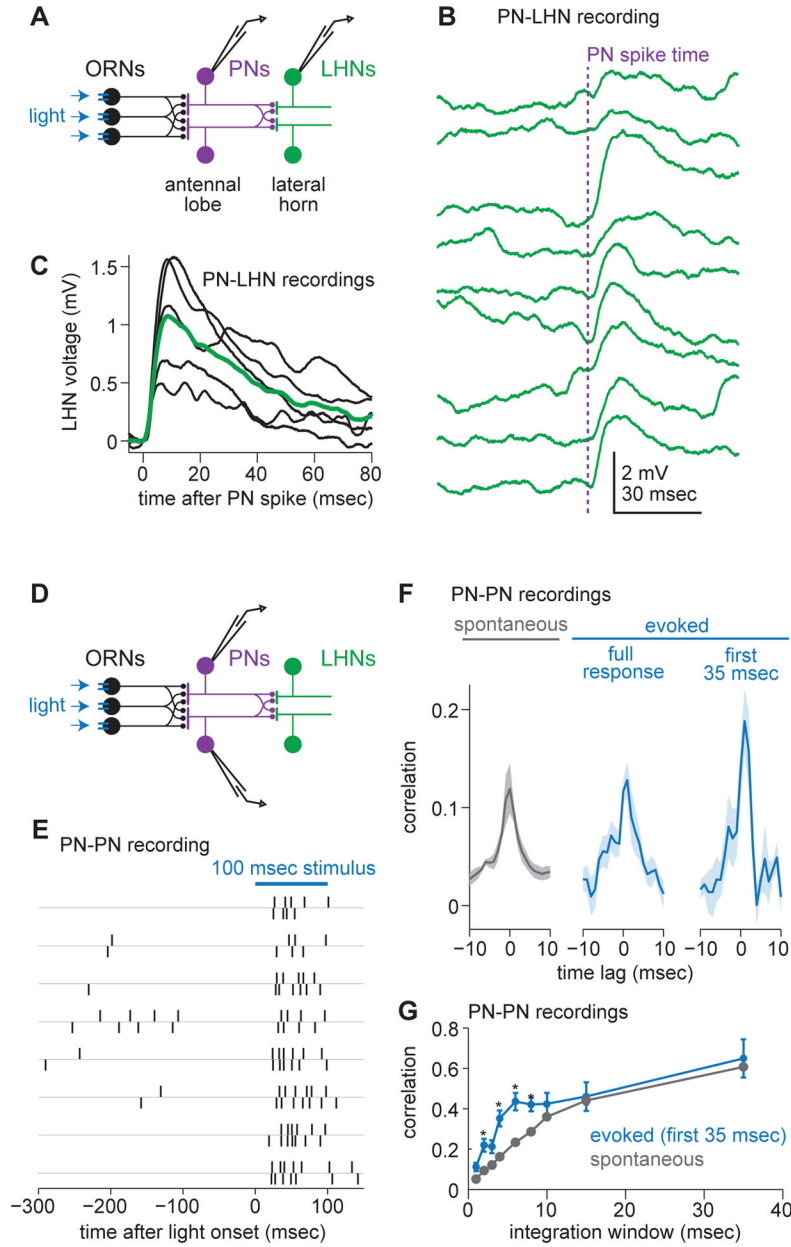 A
ORNs
PNs
LHNs
light
antennal
lobe
lateral
horn
B
PN-LHN recording
PN spike time
2 mV
30 msec
C
PN-LHN recordings
LHN voltage (mV)
1.5
1
0.5
0
0
20
40
60
80
time after PN spike (msec)
D
ORNs
PNs
LHNs
light
E
PN-PN recording
100 msec stimulus
−300
−200
−100
0
100
150
time after light onset (msec)
F
PN-PN recordings
spontaneous
evoked
full
response
first
35 msec
correlation
0.2
0.1
0
−10
0
10
−10
0
10
−10
0
10
time lag (msec)
G
PN-PN recordings
correlation
0.8
0.6
0.4
0.2
0
* * * *
evoked (first 35 msec)
spontaneous
0
10
20
30
40
integration window (msec)